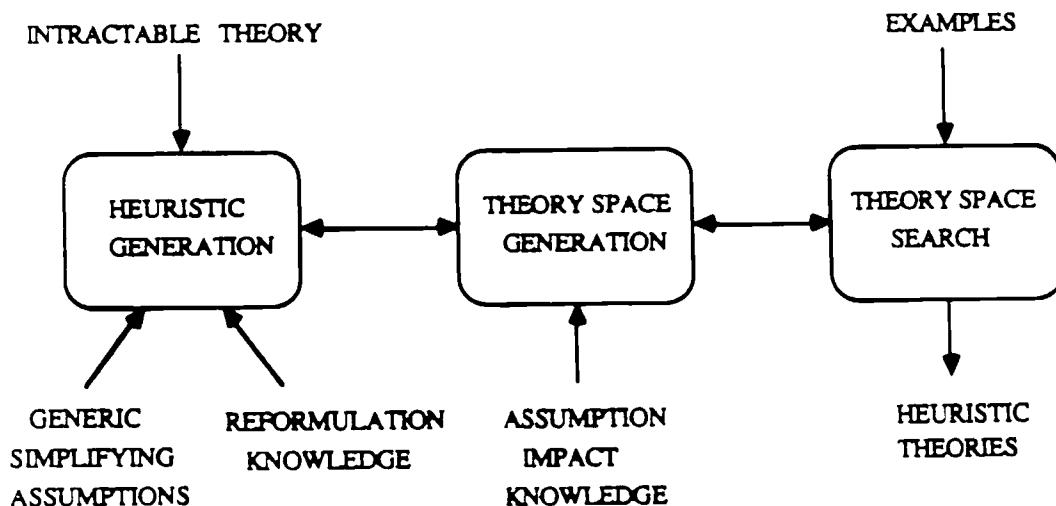 INTRACTABLE THEORY
EXAMPLES
HEURISTIC
GENERATION
THEORY SPACE
GENERATION
THEORY SPACE
SEARCH
GENERIC
SIMPLIFYING
ASSUMPTIONS
REFORMULATION
KNOWLEDGE
ASSUMPTION
IMPACT
KNOWLEDGE
HEURISTIC
THEORIES